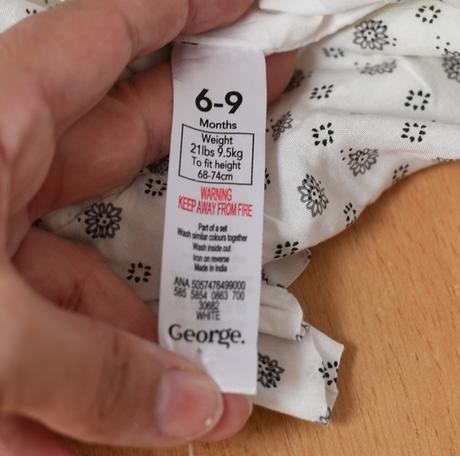 6-9
Months
Weight
21lbs 9.5kg
To fit height
68-74cm
WARNING
KEEP AWAY FROM FIRE
Part of a set
Wash similar colours together
Wash inside out
Iron on reverse
Made in India
ANA 5057476499000
585 5854 0863 700
30682
WHITE
George.